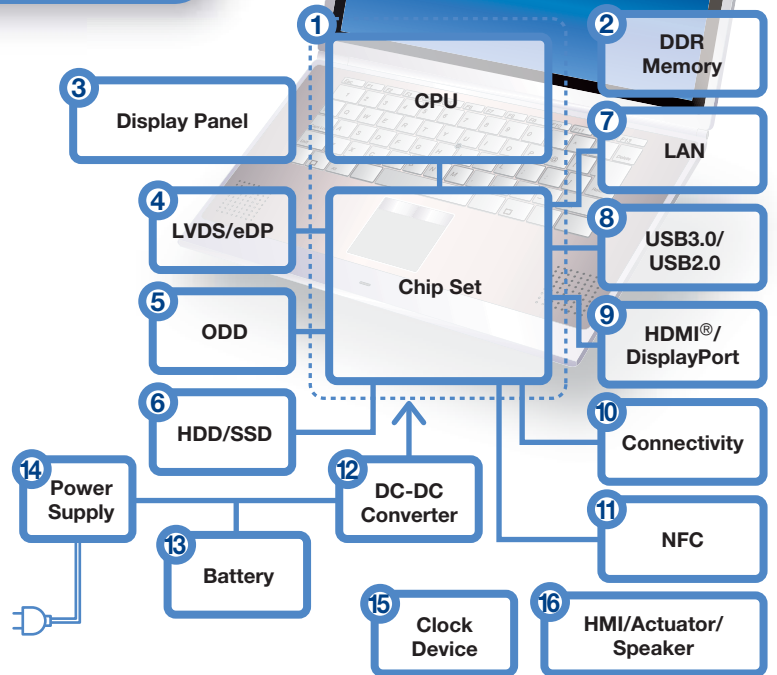 1
CPU
2
DDR
Memory
3
Display Panel
7
LAN
4
LVDS/eDP
Chip Set
8
USB3.0/
USB2.0
5
ODD
9
HDMI®/
DisplayPort
6
HDD/SSD
10
Connectivity
14
Power
Supply
12
DC-DC
Converter
11
NFC
13
Battery
15
Clock
Device
16
HMI/Actuator/
Speaker